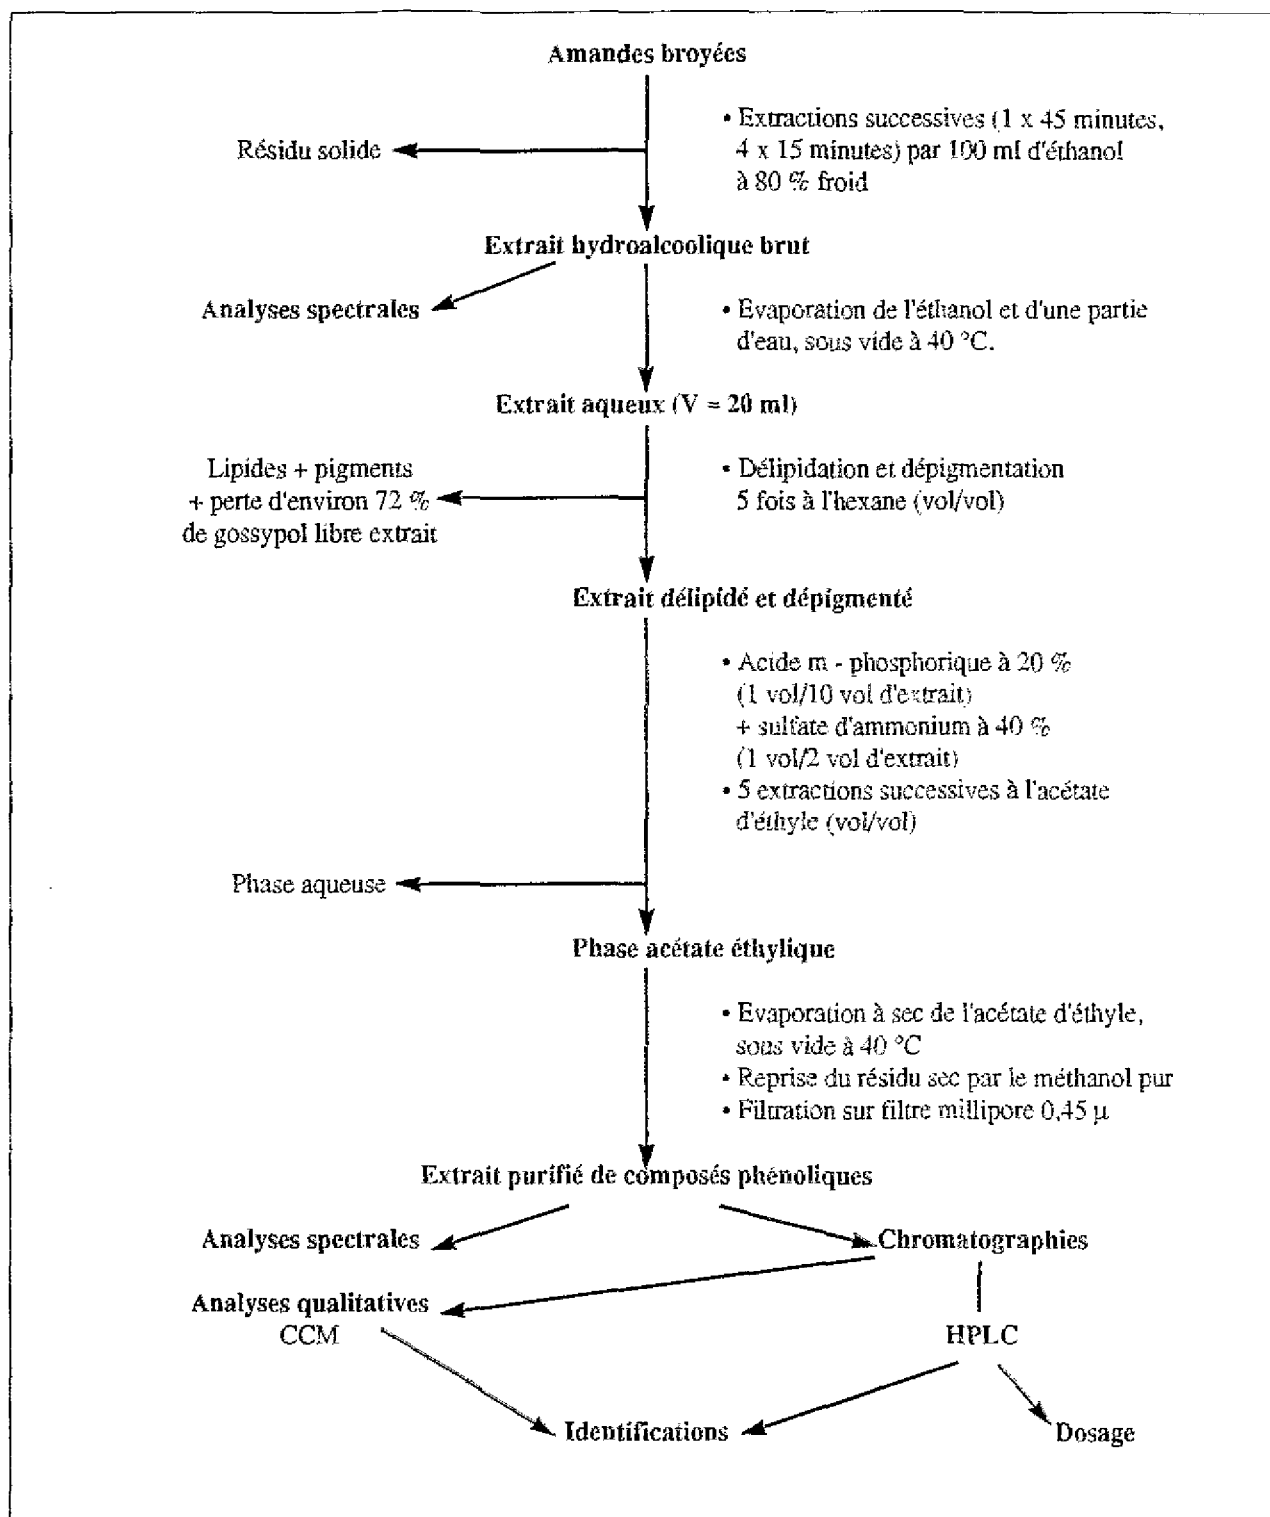 Amandes broyées
• Extractions successives (1 x 45 minutes,
4 x 15 minutes) par 100 ml d'éthanol
à 80 % froid
Résidu solide
Extrait hydroalcoolique brut
Analyses spectrales
• Evaporation de l'éthanol et d'une partie
d'eau, sous vide à 40 °C.
Extrait aqueux (V = 20 ml)
Lipides + pigments
+ perte d'environ 72 %
de gossypol libre extrait
• Délipidation et dépigmentation
5 fois à l'hexane (vol/vol)
Extrait délipidé et dépigmenté
• Acide m - phosphorique à 20 %
(1 vol/10 vol d'extrait)
+ sulfate d'ammonium à 40 %
(1 vol/2 vol d'extrait)
• 5 extractions successives à l'acétate
d'éthyle (vol/vol)
Phase aqueuse
Phase acétate éthylique
• Evaporation à sec de l'acétate d'éthyle,
sous vide à 40 °C
• Reprise du résidu sec par le méthanol pur
• Filtration sur filtre millipore 0,45 µ
Extrait purifié de composés phénoliques
Analyses spectrales
Chromatographies
Analyses qualitatives
CCM
HPLC
Identifications
Dosage